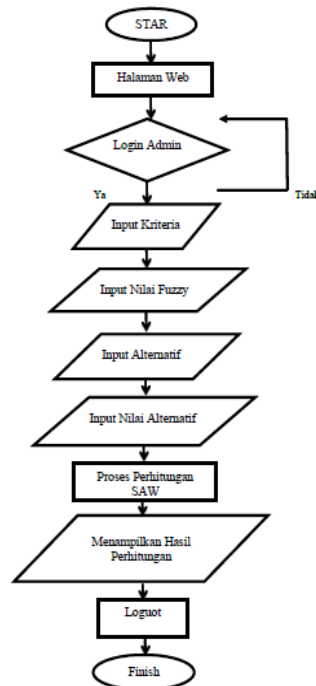 STAR
Halaman Web
Login Admin
Ya
Tidak
Input Kriteria
Input Nilai Fuzzy
Input Alternatif
Input Nilai Alternatif
Proses Perhitungan
SAW
Menampilkan Hasil
Perhitungan
Loguot
Finish